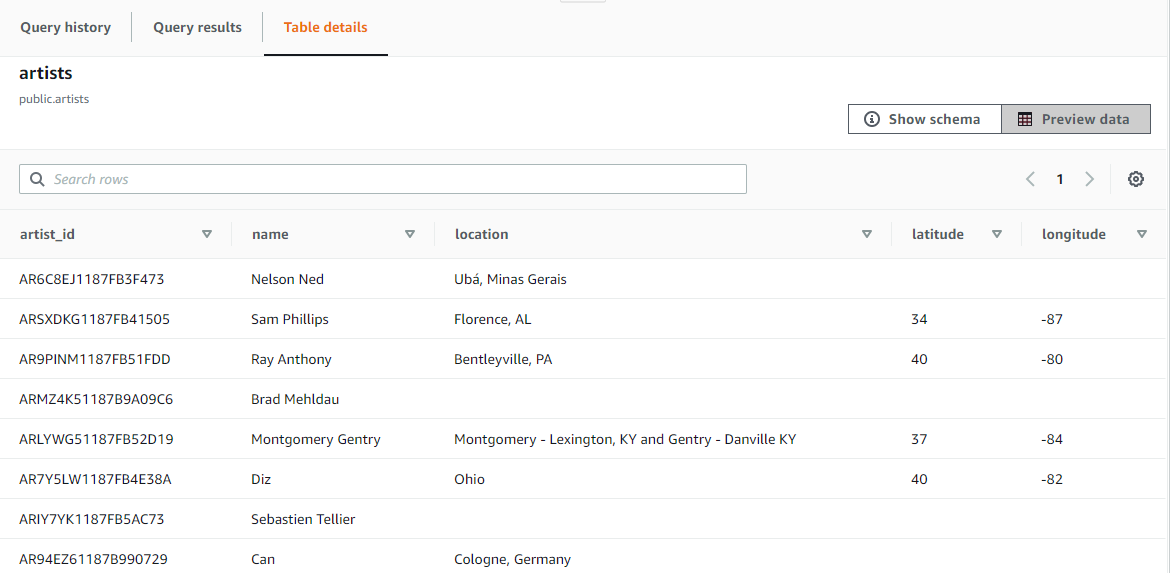 Query history Query results Table details
artists
public.artists
Show schema Preview data
Search rows 1
artist_id name location latitude longitude
AR6C8EJ1187FB3F473 Nelson Ned Ubá, Minas Gerais
ARSXDKG1187FB41505 Sam Phillips Florence, AL 34 -87
AR9PINM1187FB51FDD Ray Anthony Bentleyville, PA 40 -80
ARMZ4K51187B9A09C6 Brad Mehldau
ARLYWG51187FB52D19 Montgomery Gentry Montgomery - Lexington, KY and Gentry - Danville KY 37 -84
AR7Y5LW1187FB4E38A Diz Ohio 40 -82
ARIY7YK1187FB5AC73 Sebastien Tellier
AR94EZ61187B990729 Can Cologne, Germany